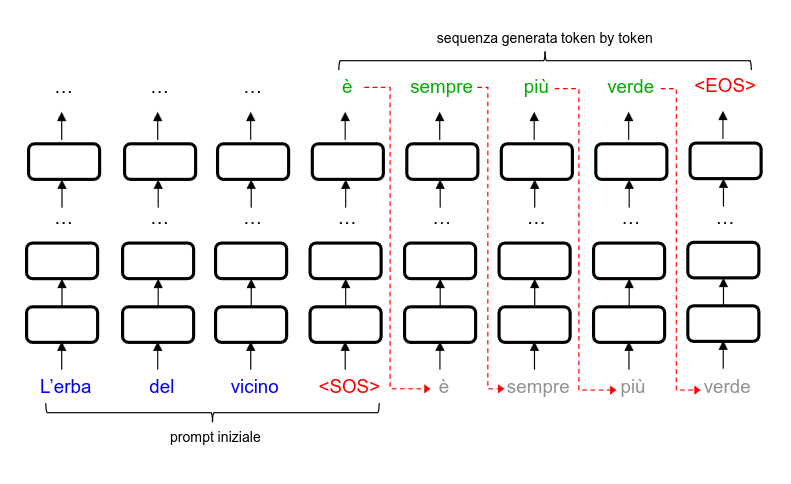 sequenza generata token by token
... ... ... è sempre più verde <EOS>
... ... ... ... ... ... ... ...
L'erba del vicino <SOS> è sempre più verde
prompt iniziale